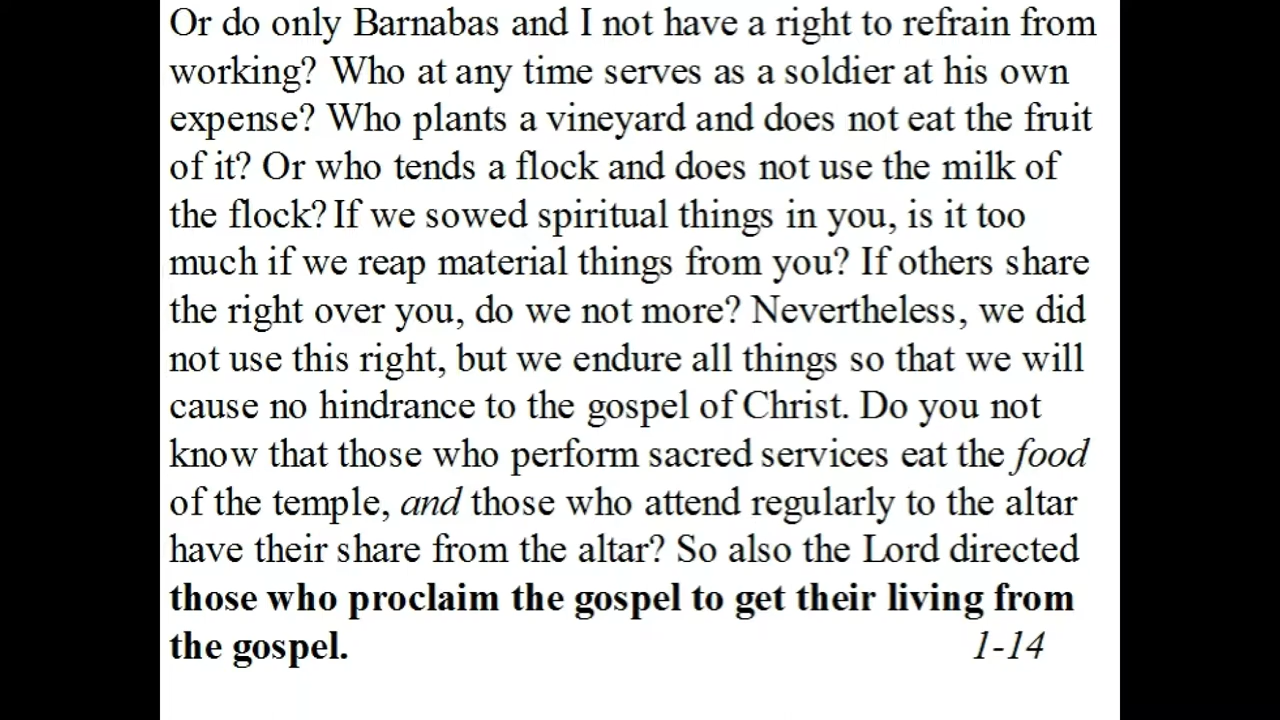 Or do only Barnabas and I not have a right to refrain from
working? Who at any time serves as a soldier at his own
expense? Who plants a vineyard and does not eat the fruit
of it? Or who tends a flock and does not use the milk of
the flock? If we sowed spiritual things in you, is it too
much if we reap material things from you? If others share
the right over you, do we not more? Nevertheless, we did
not use this right, but we endure all things so that we will
cause no hindrance to the gospel of Christ. Do you not
know that those who perform sacred services eat the food
of the temple, and those who attend regularly to the altar
have their share from the altar? So also the Lord directed
those who proclaim the gospel to get their living from
the gospel. 1-14